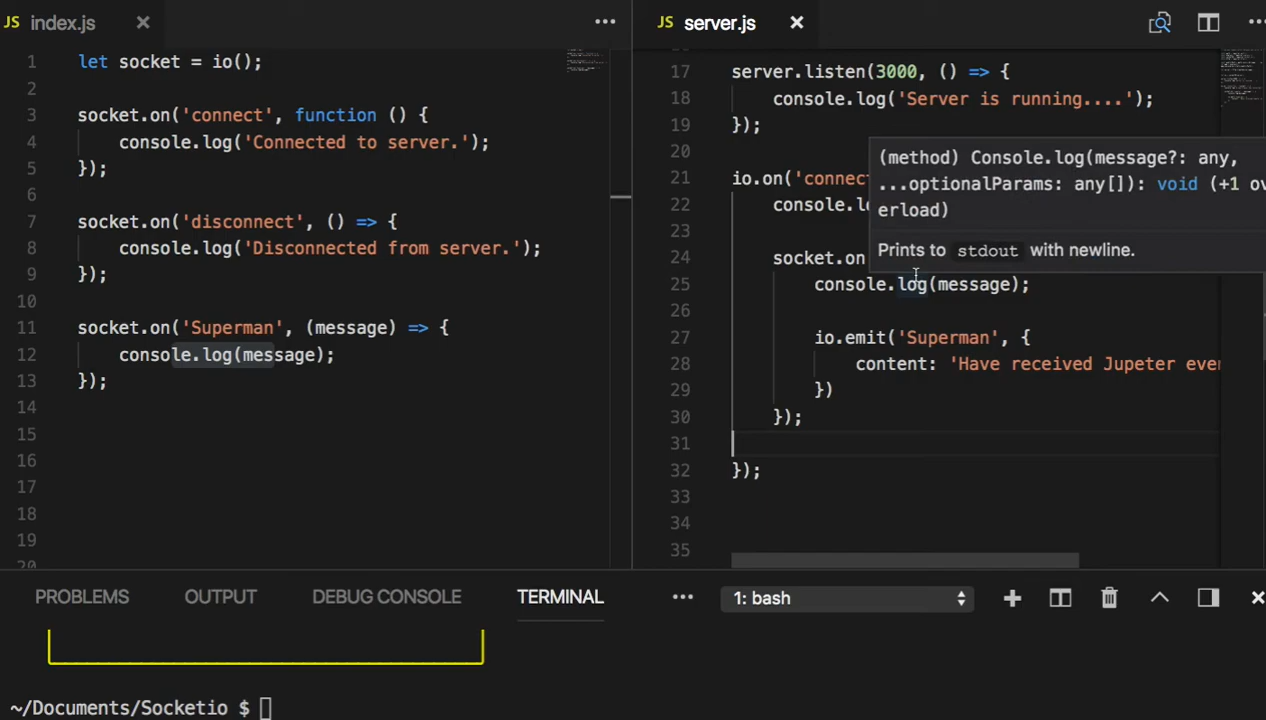 JS index.js × ••• JS server.js × •••
1 let socket = io();
2
3 socket.on('connect', function () {
4 console.log('Connected to server.');
5 });
6
7 socket.on('disconnect', () => {
8 console.log('Disconnected from server.');
9 });
10
11 socket.on('Superman', (message) => {
12 console.log(message);
13 });
14
15
16
17
18
19
20
17 server.listen(3000, () => {
18 console.log('Server is running....');
19 });
20
21 io.on('connect
22 console.lo
23
24 socket.on
25 console.log(message);
26
27 io.emit('Superman', {
28 content: 'Have received Jupeter even
29 })
30 });
31
32 });
33
34
35
(method) Console.log(message?: any,
...optionalParams: any[]): void (+1 ov
erload)
Prints to stdout with newline.
PROBLEMS OUTPUT DEBUG CONSOLE TERMINAL ••• 1: bash
~/Documents/Socketio $